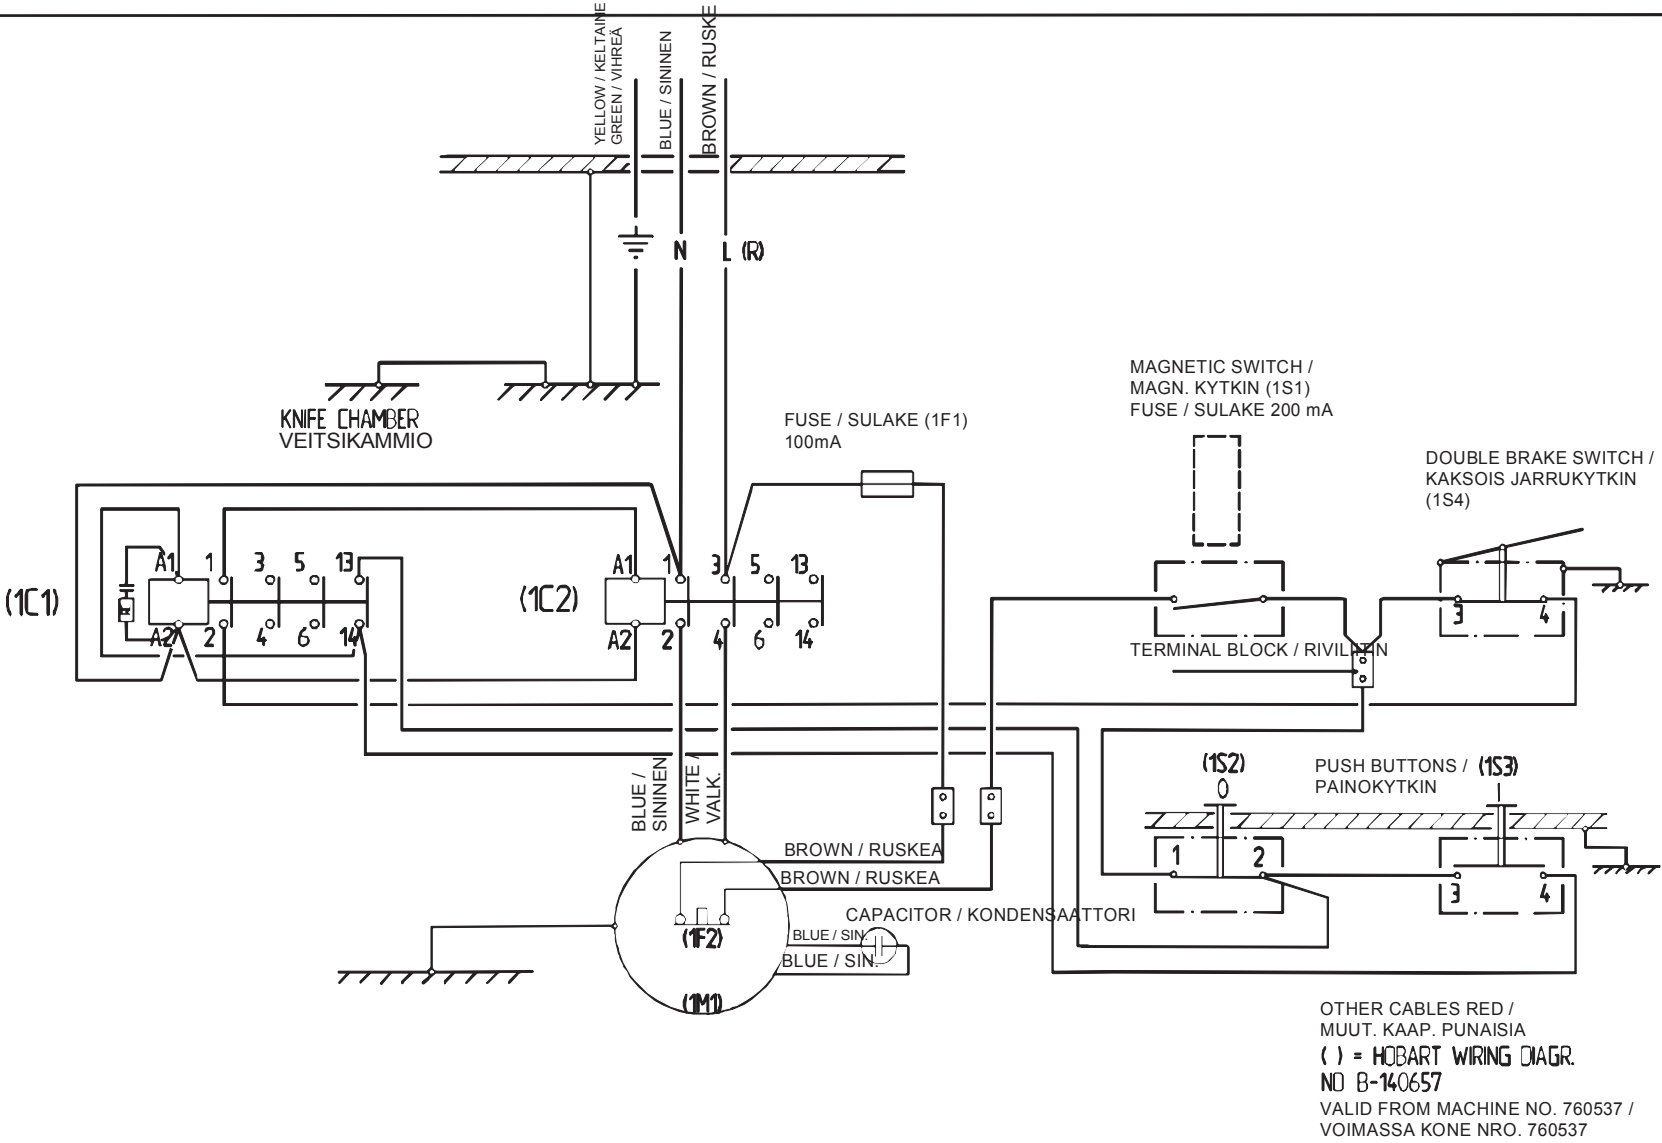 YELLOW / KELTAINE
GREEN / VIHREÄ
BLUE / SININEN
BROWN / RUSKE
N
L (R)
KNIFE CHAMBER
VEITSIKAMMIO
FUSE / SULAKE (1F1)
100mA
MAGNETIC SWITCH /
MAGN. KYTKIN (1S1)
FUSE / SULAKE 200 mA
DOUBLE BRAKE SWITCH /
KAKSOIS JARRUKYTKIN
(1S4)
(1C1)
A1 1 3 5 13
A2 2 4 6 14
(1C2)
A1 1 3 5 13
A2 2 4 6 14
3 4
TERMINAL BLOCK / RIVILIITIN
BLUE /
SININEN
WHITE /
VALK.
(1S2)
0
PUSH BUTTONS /
PAINOKYTKIN
(1S3)
I
1 2
3 4
BROWN / RUSKEA
BROWN / RUSKEA
CAPACITOR / KONDENSAATTORI
BLUE / SIN.
BLUE / SIN.
(1F2)
(1M1)
OTHER CABLES RED /
MUUT. KAAP. PUNAISIA
( ) = HOBART WIRING DIAGR.
NO B-140657
VALID FROM MACHINE NO. 760537 /
VOIMASSA KONE NRO. 760537